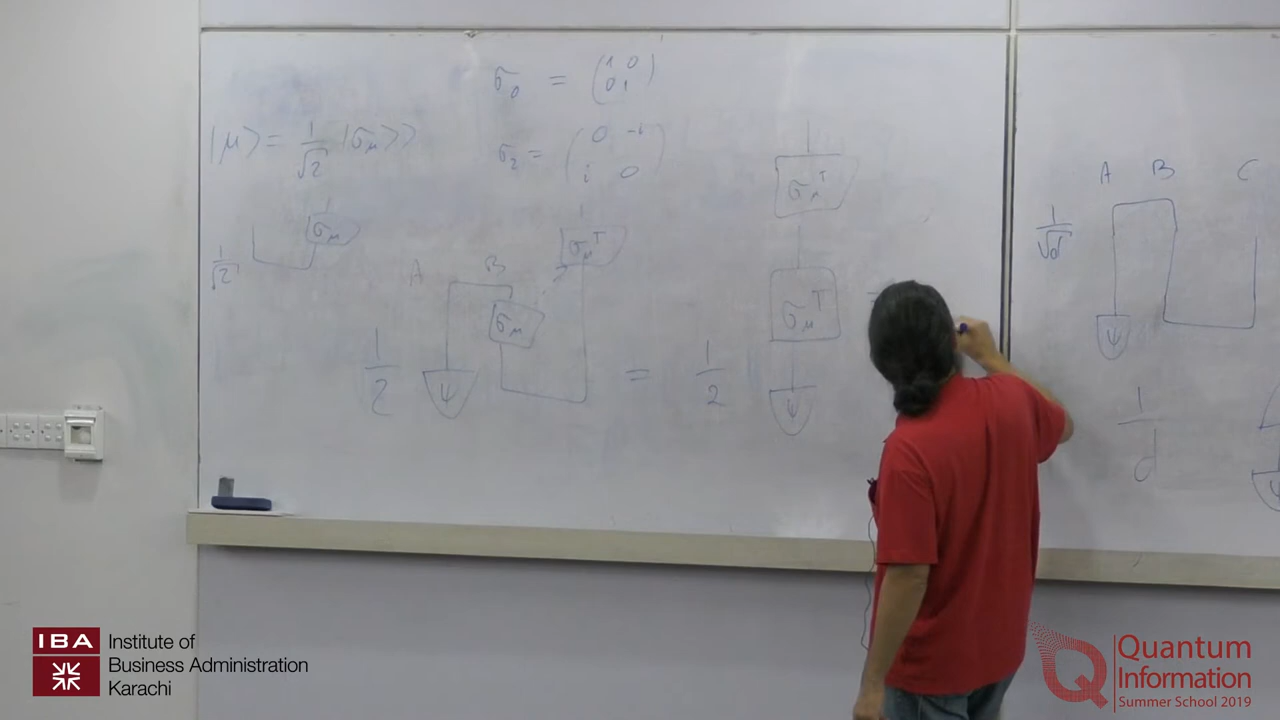 σ₀ = (1 0
0 1)
|μ⟩ = 1/√2 |σ_μ⟩⟩
σ₂ = (0 -i
i 0)
σ_μ
1/√2
A B
σ_μ^T
σ_μ
1/2
ψ
=
1/2
σ_μ^T
σ_μ^T
ψ
A B C
1/√d
ψ
1/d
ψ
IBA Institute of
Business Administration
Karachi
Quantum
Information
Summer School 2019